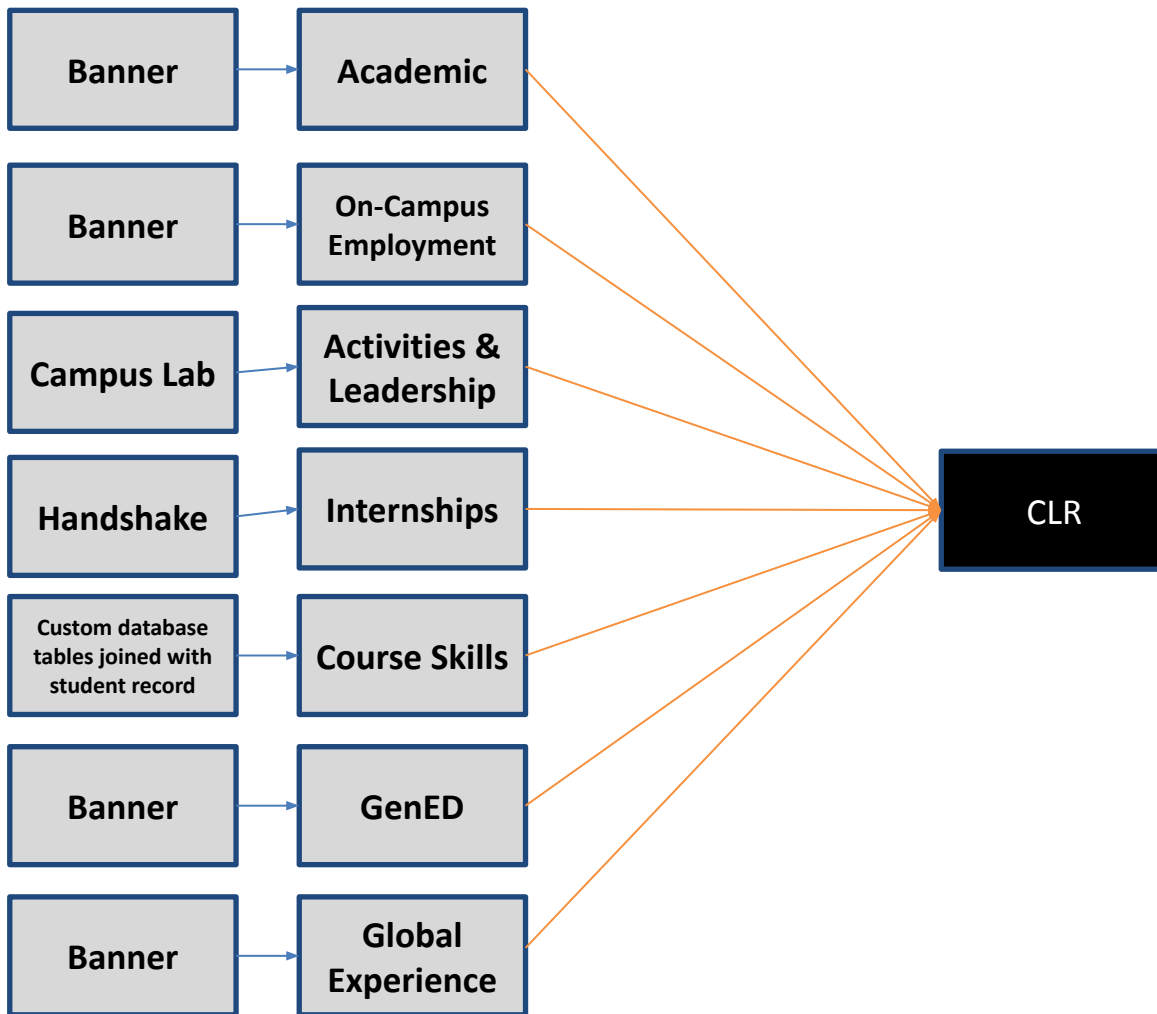 Banner
Academic
Banner
On-Campus
Employment
Campus Lab
Activities &
Leadership
Handshake
Internships
Custom database
tables joined with
student record
Course Skills
Banner
GenED
Banner
Global
Experience
CLR